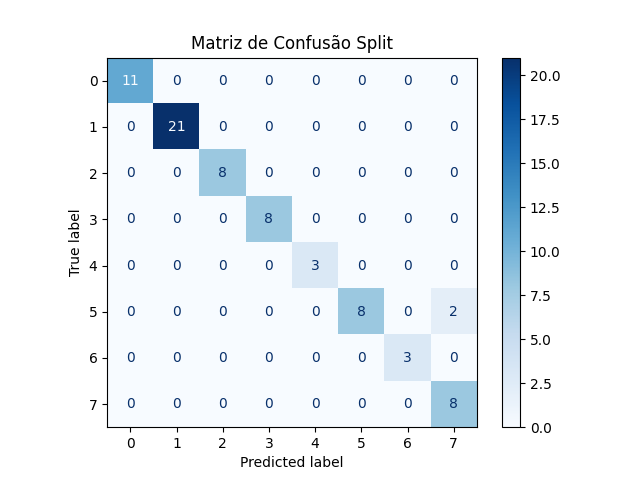 Matriz de Confusão Split
0 11 0 0 0 0 0 0 0 20.0
1 0 21 0 0 0 0 0 0 17.5
2 0 0 8 0 0 0 0 0 15.0
3 0 0 0 8 0 0 0 0 12.5
4 0 0 0 0 3 0 0 0 10.0
5 0 0 0 0 0 8 0 2 7.5
6 0 0 0 0 0 0 3 0 5.0
7 0 0 0 0 0 0 0 8 2.5
0 1 2 3 4 5 6 7 0.0
True label
Predicted label